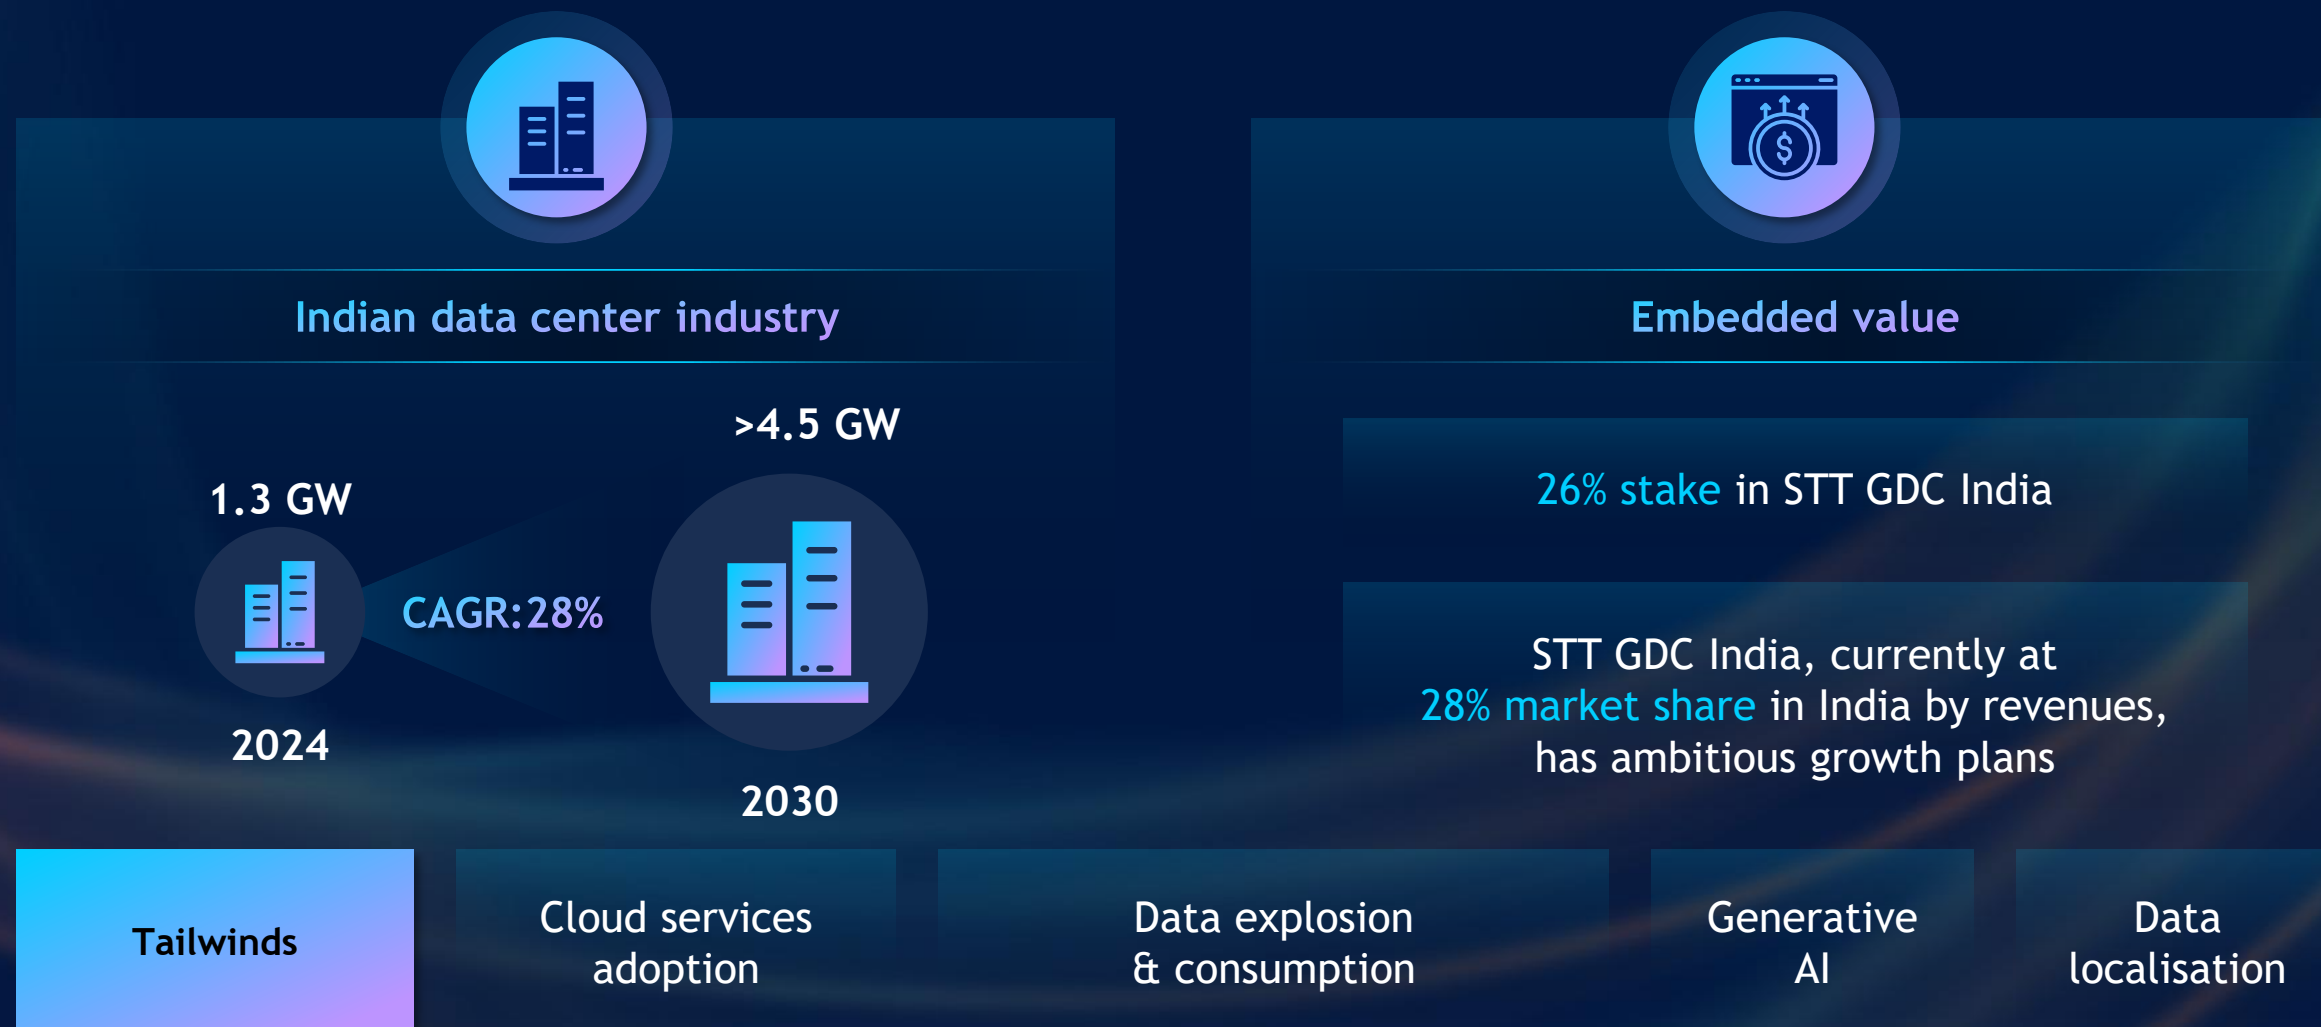 Indian data center industry
>4.5 GW
1.3 GW
CAGR:28%
2024
2030
Embedded value
$
26% stake in STT GDC India
STT GDC India, currently at
28% market share in India by revenues,
has ambitious growth plans
Tailwinds
Cloud services
adoption
Data explosion
& consumption
Generative
AI
Data
localisation